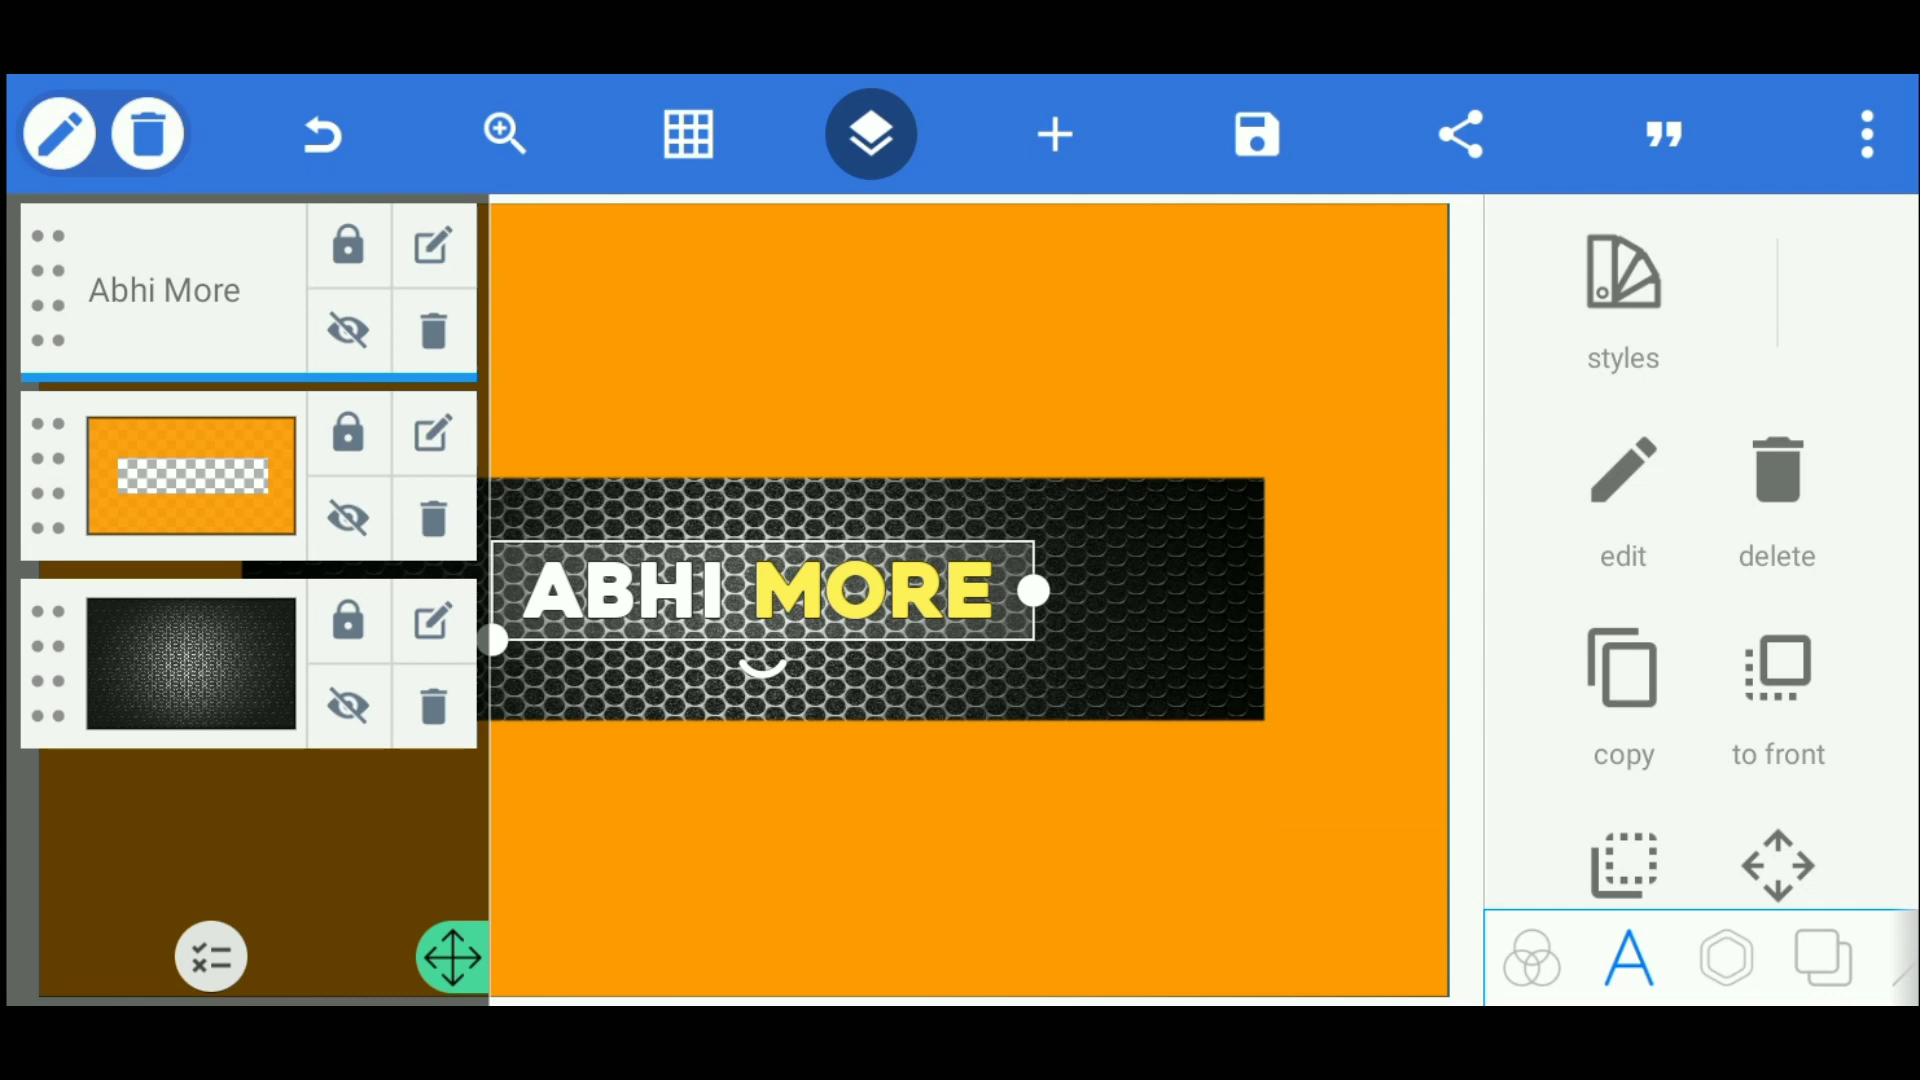 Abhi More
ABHI MORE
styles
edit
delete
copy
to front